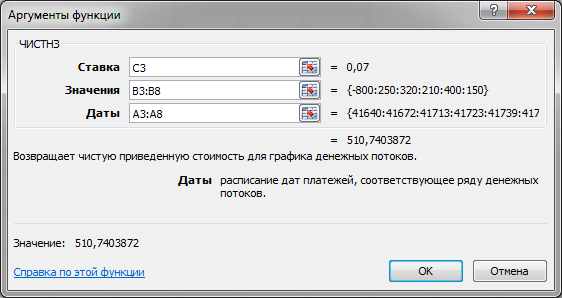 Аргументы функции
ЧИСТНЗ
Ставка C3 = 0,07
Значения B3:B8 = {-800:250:320:210:400:150}
Даты A3:A8 = {41640:41672:41713:41723:41739:417
= 510,7403872
Возвращает чистую приведенную стоимость для графика денежных потоков.
Даты расписание дат платежей, соответствующее ряду денежных
потоков.
Значение: 510,7403872
Справка по этой функции
ОК
Отмена